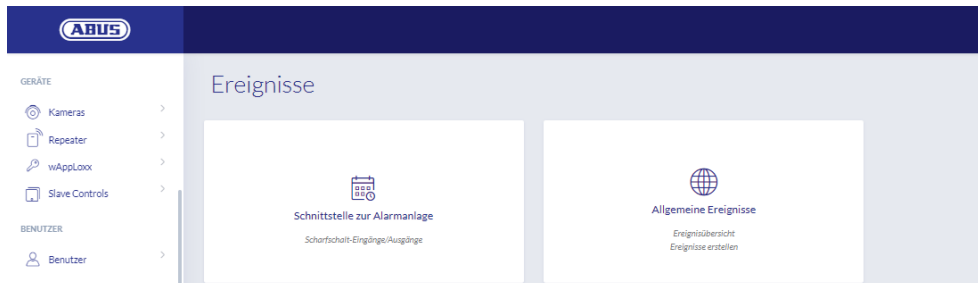 ABUS
Ereignisse
GERÄTE
Kameras
Repeater
wAppLoxx
Slave Controls
BENUTZER
Benutzer
Schnittstelle zur Alarmanlage
Scharfschalt-Eingänge/Ausgänge
Allgemeine Ereignisse
Ereignisübersicht
Ereignisse erstellen